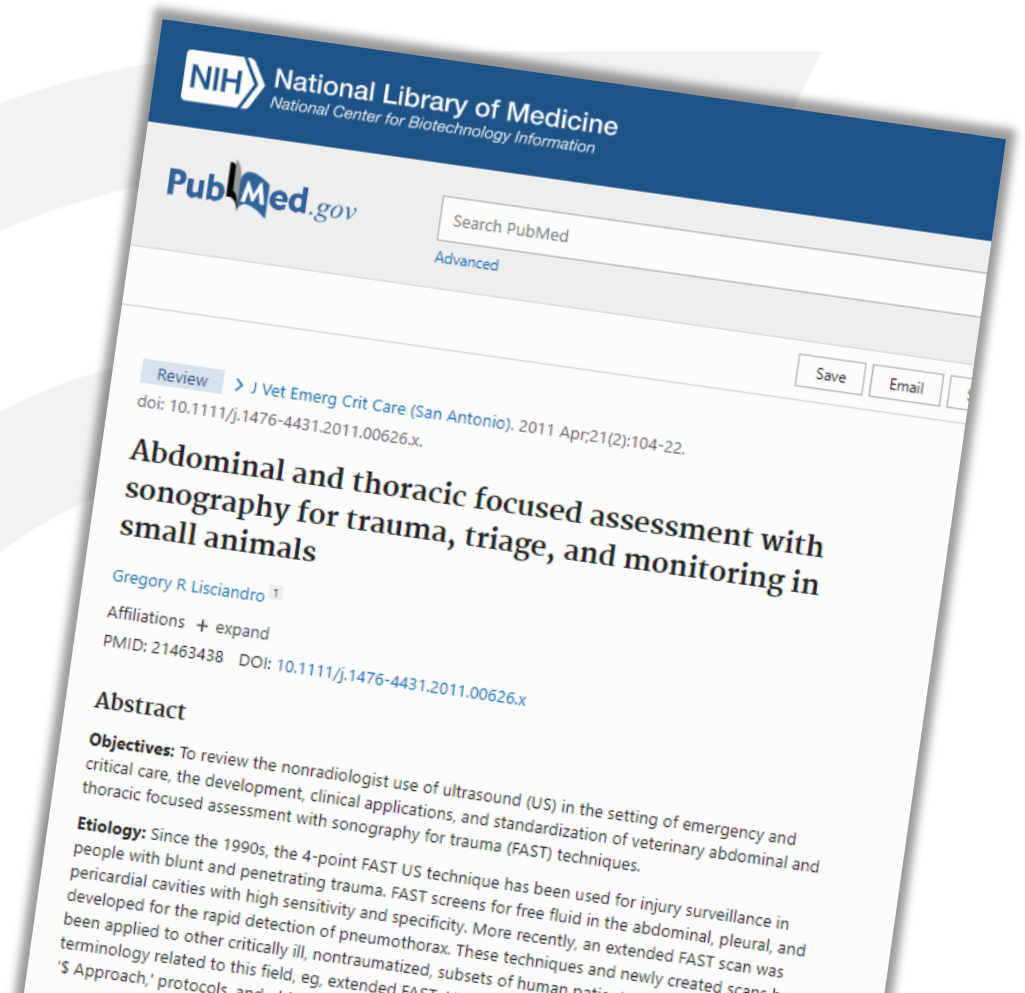 NIH National Library of Medicine
National Center for Biotechnology Information
PubMed.gov
Search PubMed
Advanced
Save
Email
Review
J Vet Emerg Crit Care (San Antonio). 2011 Apr;21(2):104-22.
doi: 10.1111/j.1476-4431.2011.00626.x.
Abdominal and thoracic focused assessment with
sonography for trauma, triage, and monitoring in
small animals
Gregory R Lisciandro 1
Affiliations + expand
PMID: 21463438 DOI: 10.1111/j.1476-4431.2011.00626.x
Abstract
Objectives: To review the nonradiologist use of ultrasound (US) in the setting of emergency and
critical care, the development, clinical applications, and standardization of veterinary abdominal and
thoracic focused assessment with sonography for trauma (FAST) techniques.
Etiology: Since the 1990s, the 4-point FAST US technique has been used for injury surveillance in
people with blunt and penetrating trauma. FAST screens for free fluid in the abdominal, pleural, and
pericardial cavities with high sensitivity and specificity. More recently, an extended FAST scan was
developed for the rapid detection of pneumothorax. These techniques and newly created scans
been applied to other critically ill, nontraumatized, subsets of human
terminology related to this field, eg, extended FAST,
'$ Approach,' protocols, and